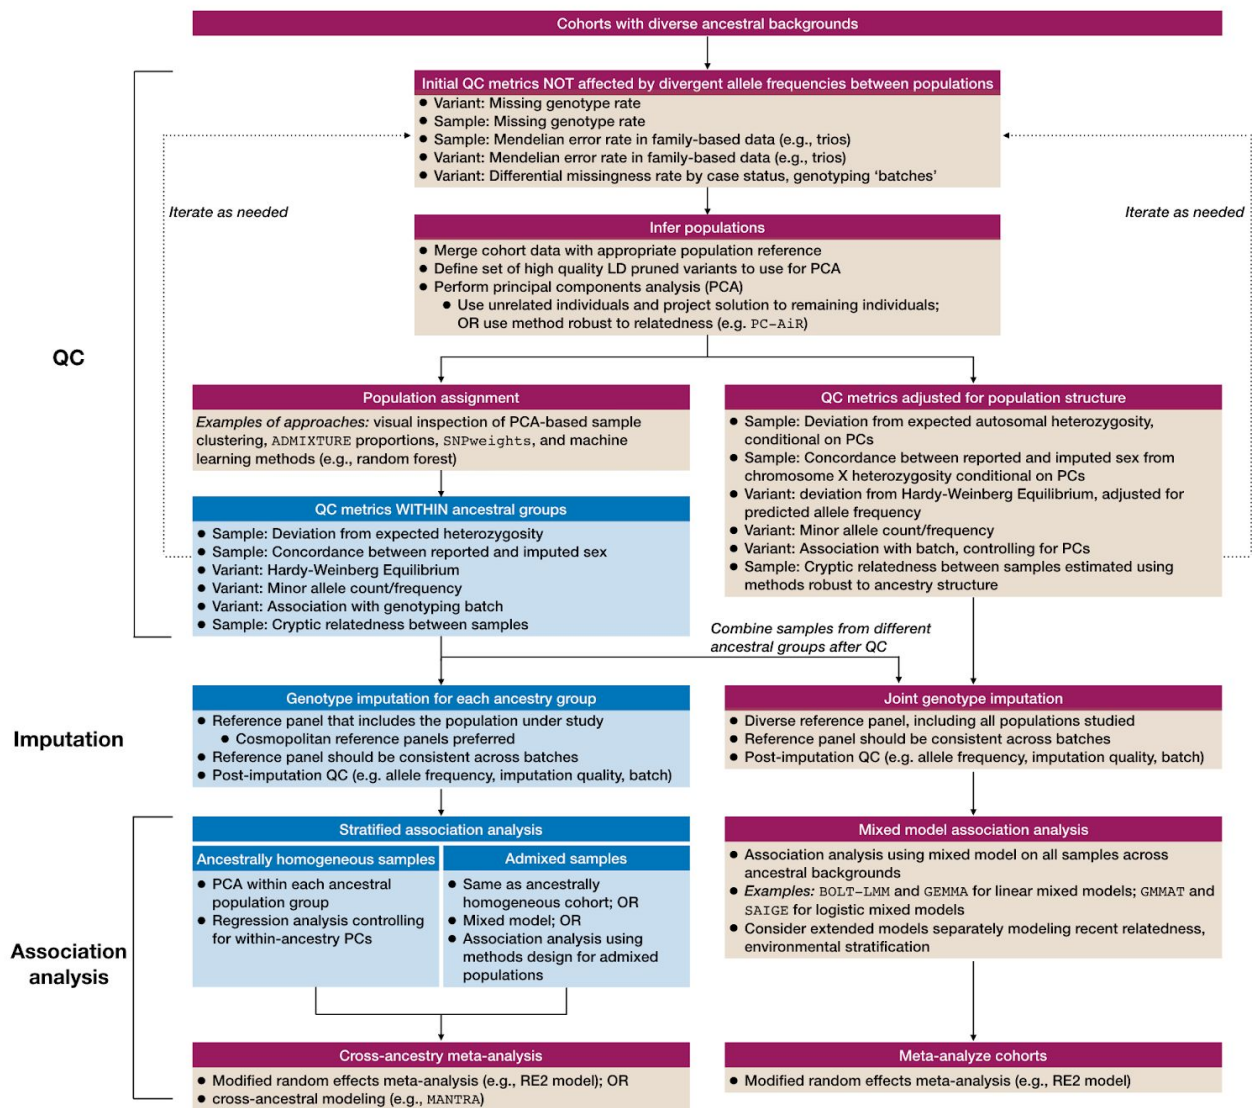 Cohorts with diverse ancestral backgrounds
Initial QC metrics NOT affected by divergent allele frequencies between populations
● Variant: Missing genotype rate
● Sample: Missing genotype rate
● Sample: Mendelian error rate in family-based data (e.g., trios)
● Variant: Mendelian error rate in family-based data (e.g., trios)
● Variant: Differential missingness rate by case status, genotyping ‘batches’
Iterate as needed
Iterate as needed
Infer populations
● Merge cohort data with appropriate population reference
● Define set of high quality LD pruned variants to use for PCA
● Perform principal components analysis (PCA)
● Use unrelated individuals and project solution to remaining individuals;
OR use method robust to relatedness (e.g. PC-AiR)
QC
Population assignment
Examples of approaches: visual inspection of PCA-based sample
clustering, ADMIXTURE proportions, SNPweights, and machine
learning methods (e.g., random forest)
QC metrics WITHIN ancestral groups
● Sample: Deviation from expected heterozygosity
● Sample: Concordance between reported and imputed sex
● Variant: Hardy-Weinberg Equilibrium
● Variant: Minor allele count/frequency
● Variant: Association with genotyping batch
● Sample: Cryptic relatedness between samples
QC metrics adjusted for population structure
● Sample: Deviation from expected autosomal heterozygosity,
conditional on PCs
● Sample: Concordance between reported and imputed sex from
chromosome X heterozygosity conditional on PCs
● Variant: deviation from Hardy-Weinberg Equilibrium, adjusted for
predicted allele frequency
● Variant: Minor allele count/frequency
● Variant: Association with batch, controlling for PCs
● Sample: Cryptic relatedness between samples estimated using
methods robust to ancestry structure
Combine samples from different
ancestral groups after QC
Imputation
Genotype imputation for each ancestry group
● Reference panel that includes the population under study
● Cosmopolitan reference panels preferred
● Reference panel should be consistent across batches
● Post-imputation QC (e.g. allele frequency, imputation quality, batch)
Joint genotype imputation
● Diverse reference panel, including all populations studied
● Reference panel should be consistent across batches
● Post-imputation QC (e.g. allele frequency, imputation quality, batch)
Association
analysis
Stratified association analysis
Ancestrally homogeneous samples
● PCA within each ancestral
population group
● Regression analysis controlling
for within-ancestry PCs
Admixed samples
● Same as ancestrally
homogeneous cohort; OR
● Mixed model; OR
● Association analysis using
methods design for admixed
populations
Mixed model association analysis
● Association analysis using mixed model on all samples across
ancestral backgrounds
● Examples: BOLT-LMM and GEMMA for linear mixed models; GMMAT and
SAIGE for logistic mixed models
● Consider extended models separately modeling recent relatedness,
environmental stratification
Cross-ancestry meta-analysis
● Modified random effects meta-analysis (e.g., RE2 model); OR
● cross-ancestral modeling (e.g., MANTRA)
Meta-analyze cohorts
● Modified random effects meta-analysis (e.g., RE2 model)